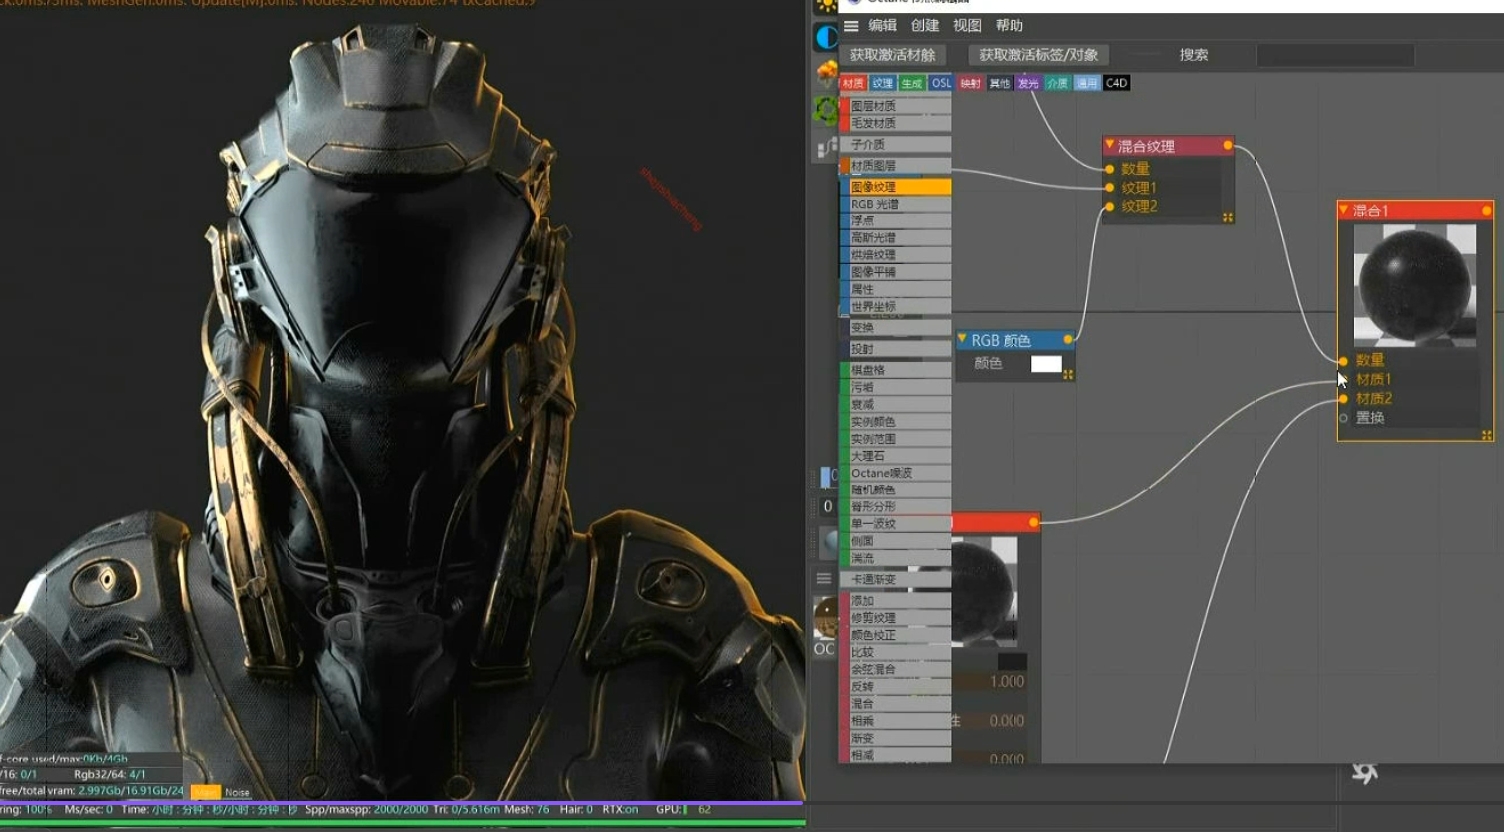 ck:0ms./3ms. MeshGen:0ms. Update[M]:0ms. Nodes:246 Movable:74 txCached:9
shejishicheng
f-core used/max:0Kb/4Gb
/16: 0/1 Rgb32/64: 4/1
free/total vram: 2.997Gb/16.91Gb/24
Main Noise
ring: 100% Ms/sec: 0 Time: 小时 : 分钟 : 秒/小时 : 分钟 : 秒 Spp/maxspp: 2000/2000 Tri: 0/5.616m Mesh: 76 Hair: 0 RTX:on GPU: 62
编辑 创建 视图 帮助
获取激活材质 获取激活标签/对象 搜索
材质 纹理 生成 OSL 映射 其他 发光 介质 通用 C4D
图层材质
毛发材质
子介质
材质图层
图像纹理
RGB 光谱
浮点
高斯光谱
烘焙纹理
图像平铺
属性
世界坐标
变换
投射
棋盘格
污垢
衰减
实例颜色
实例范围
大理石
Octane噪波
随机颜色
脊形分形
单一波纹
侧面
湍流
卡通渐变
添加
修剪纹理
颜色校正
比较
余弦混合
反转
混合
相乘
渐变
相减
混合纹理
数量
纹理1
纹理2
RGB 颜色
颜色
混合1
数量
材质1
材质2
置换
1.000
性 0.000
0.000
0
0
OC